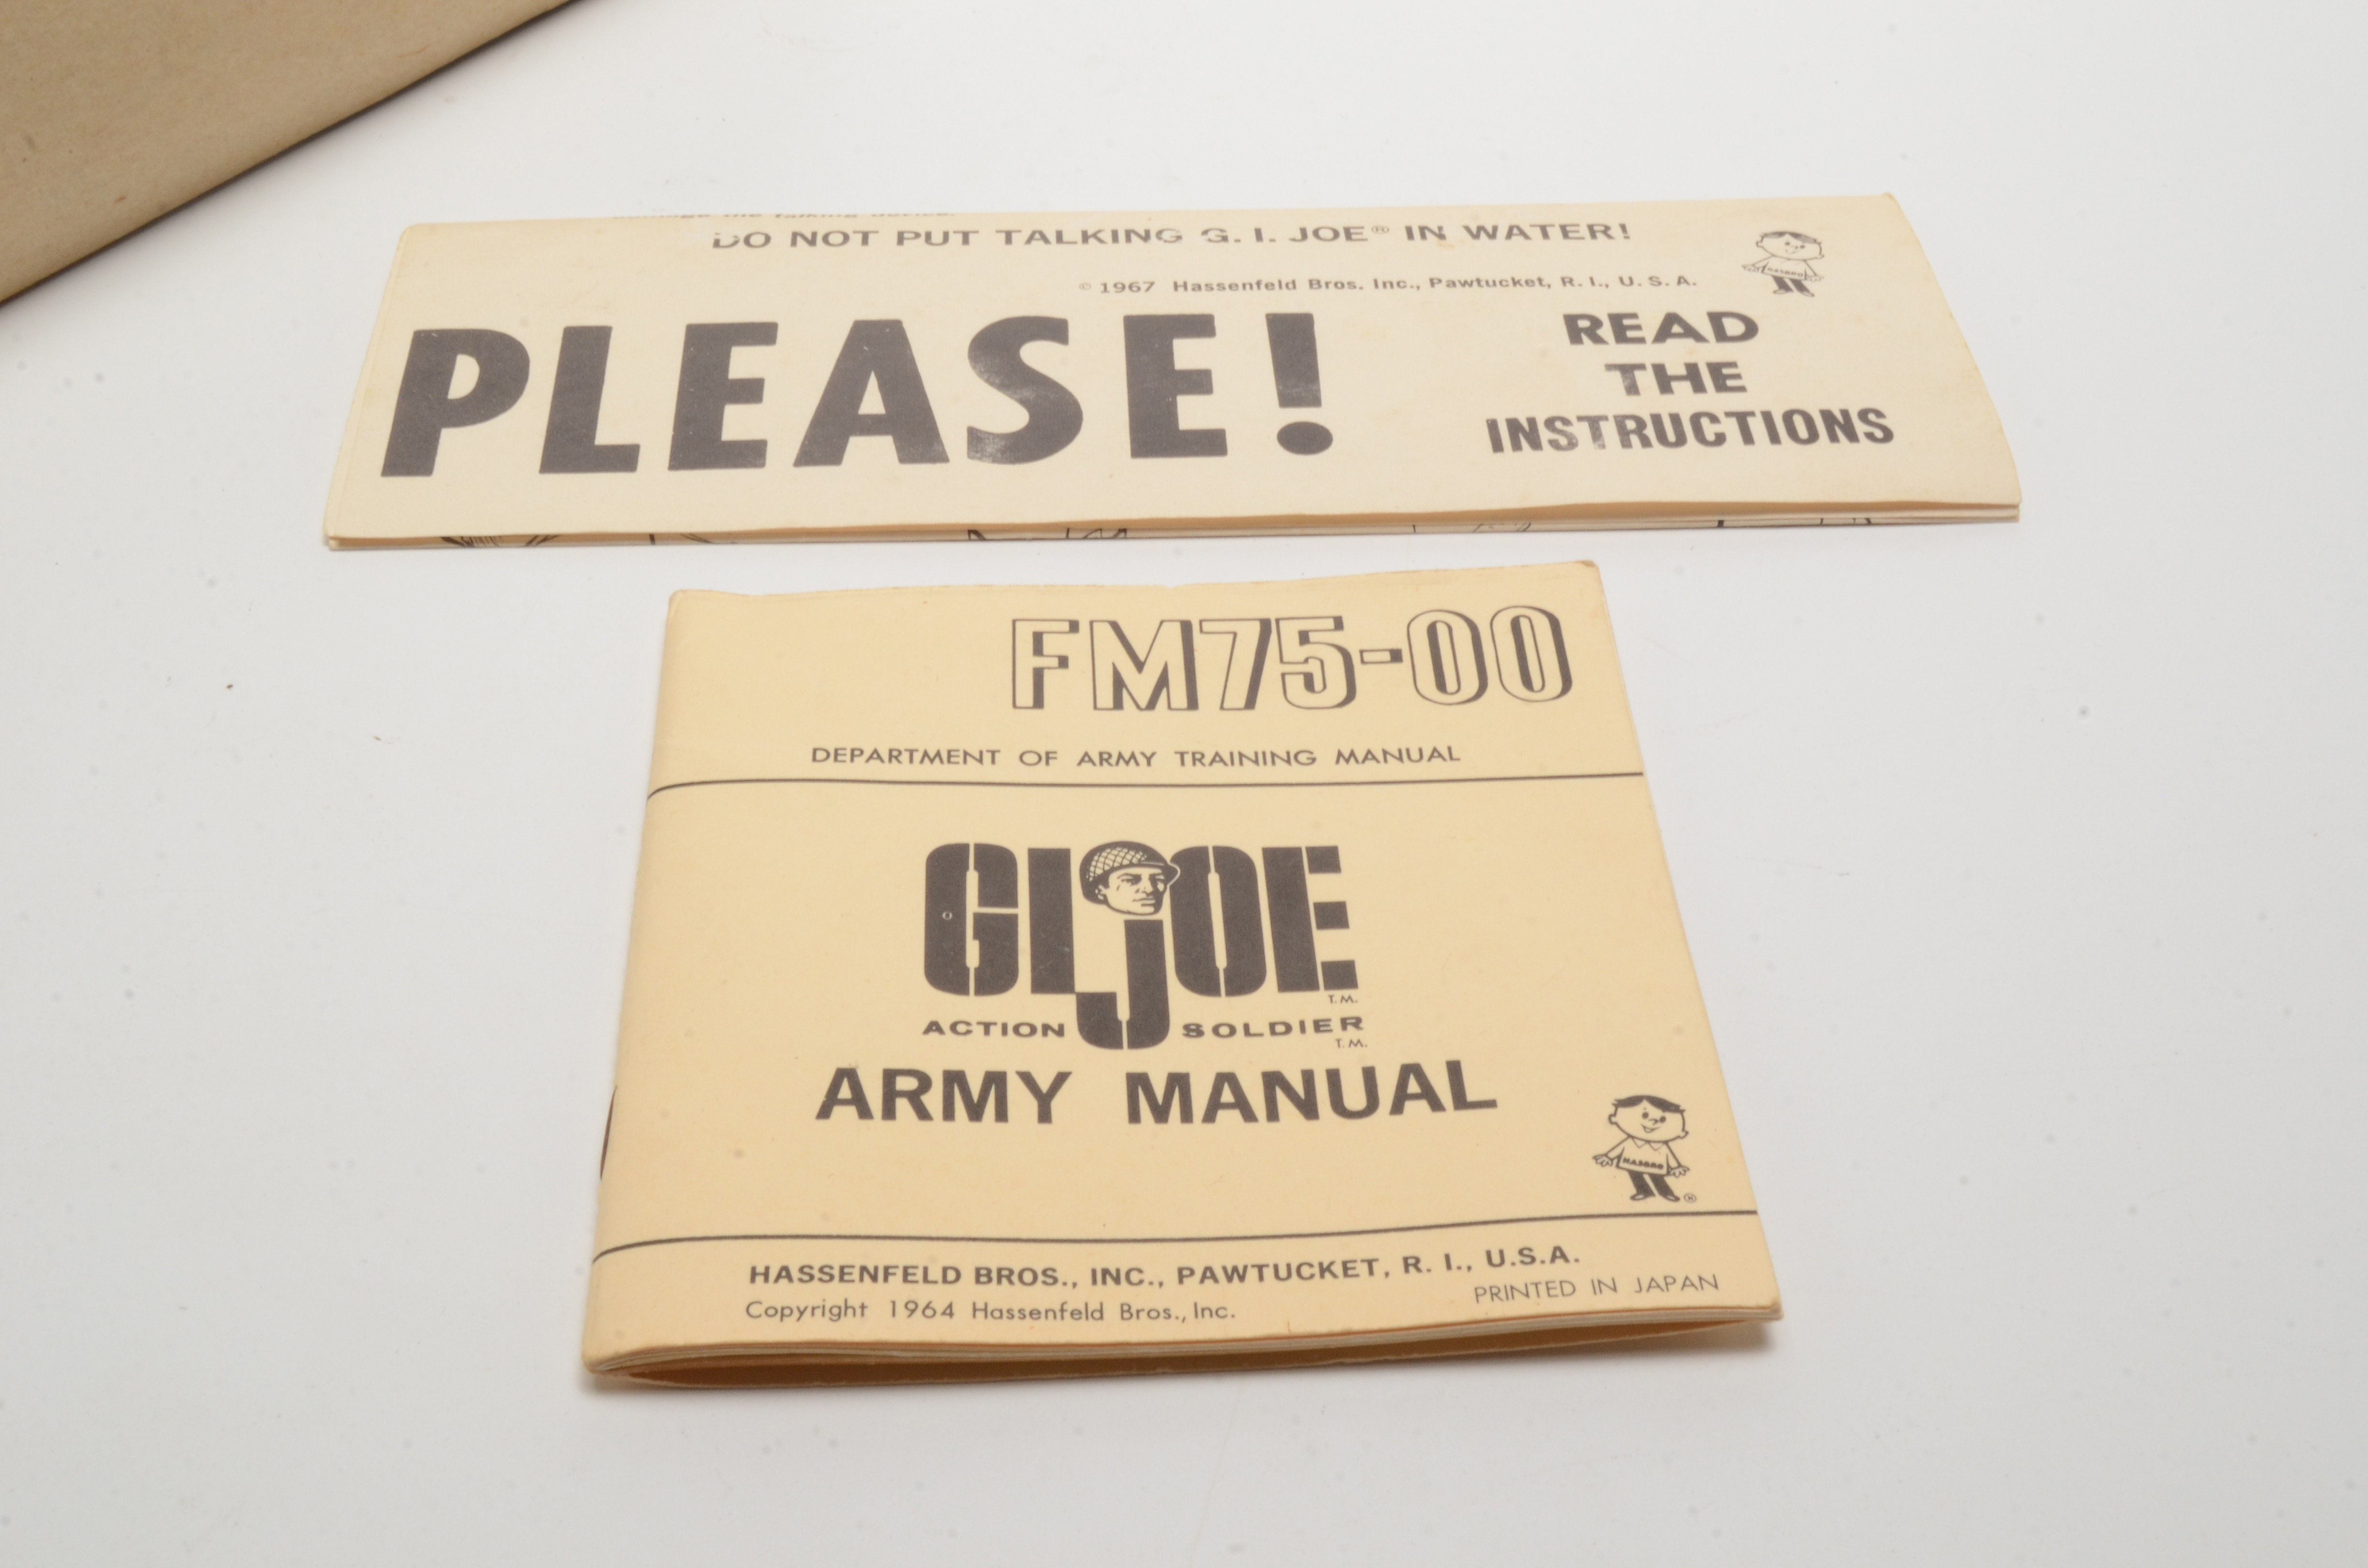 DO NOT PUT TALKING G. I. JOE® IN WATER!
© 1967 Hassenfeld Bros. Inc., Pawtucket, R. I., U. S. A.
HASBRO
PLEASE!
READ
THE
INSTRUCTIONS
FM75-00
DEPARTMENT OF ARMY TRAINING MANUAL
GI JOE
T.M.
ACTION SOLDIER
T.M.
ARMY MANUAL
HASBRO
®
HASSENFELD BROS., INC., PAWTUCKET, R. I., U.S.A.
Copyright 1964 Hassenfeld Bros., Inc.
PRINTED IN JAPAN